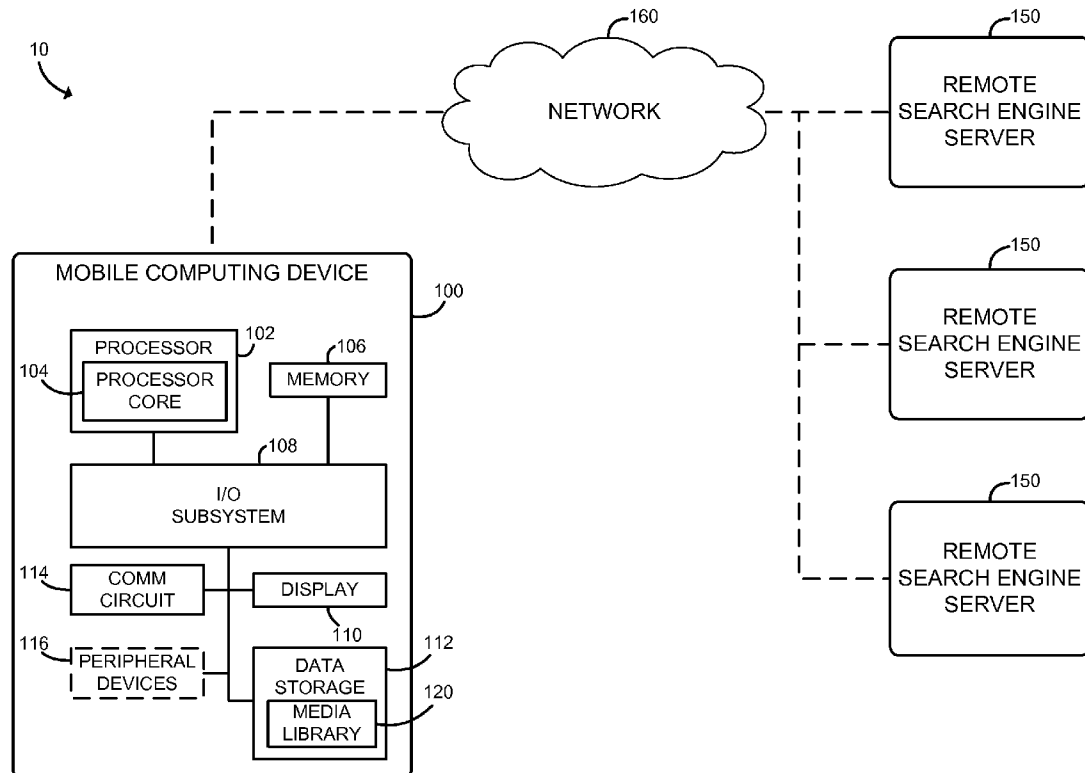 160
150
10
REMOTE
SEARCH ENGINE
SERVER
NETWORK
150
MOBILE COMPUTING DEVICE
100
REMOTE
SEARCH ENGINE
SERVER
102
PROCESSOR
106
104
PROCESSOR
CORE
MEMORY
108
150
I/O
SUBSYSTEM
REMOTE
SEARCH ENGINE
SERVER
114
COMM
CIRCUIT
DISPLAY
110
116
PERIPHERAL
DEVICES
112
DATA
STORAGE
120
MEDIA
LIBRARY